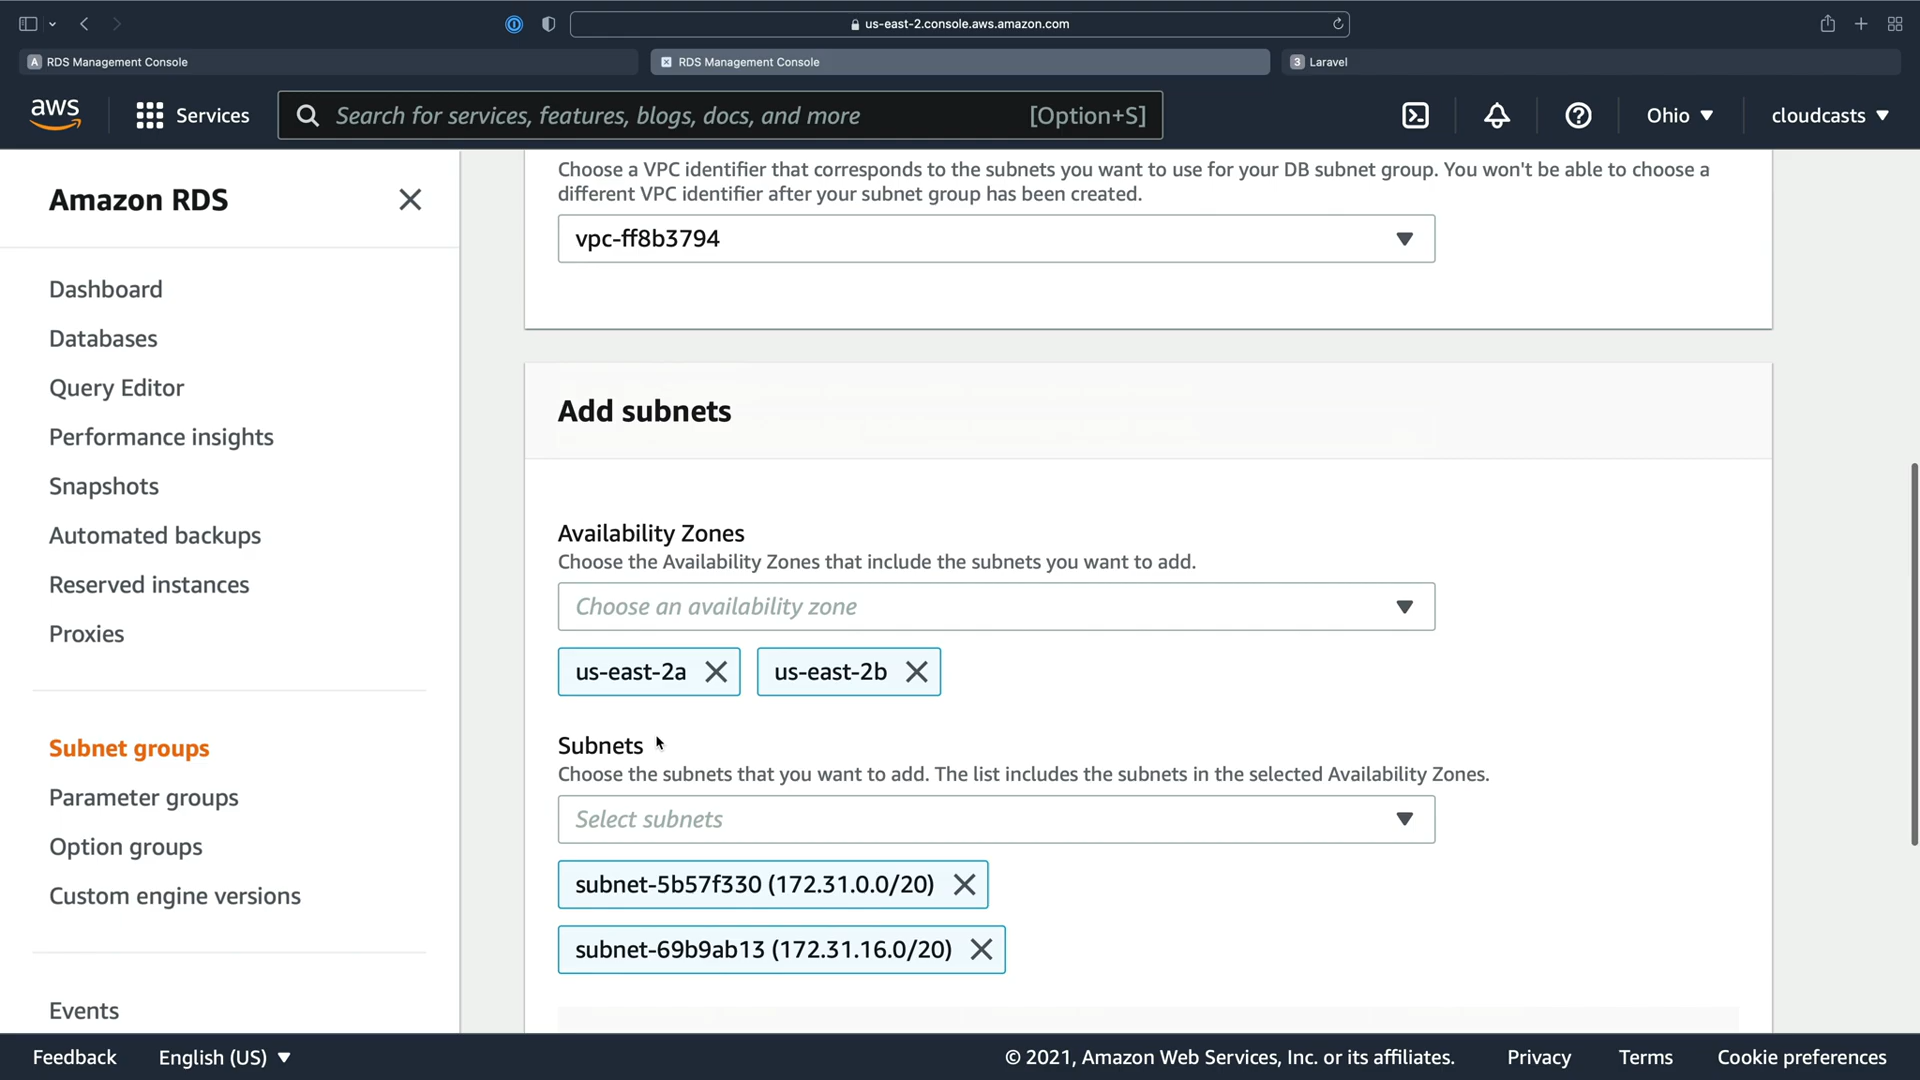 us-east-2.console.aws.amazon.com
A RDS Management Console
RDS Management Console
3 Laravel
aws
Services
Search for services, features, blogs, docs, and more [Option+S]
Ohio
cloudcasts
Amazon RDS
Dashboard
Databases
Query Editor
Performance insights
Snapshots
Automated backups
Reserved instances
Proxies
Subnet groups
Parameter groups
Option groups
Custom engine versions
Events
Choose a VPC identifier that corresponds to the subnets you want to use for your DB subnet group. You won't be able to choose a
different VPC identifier after your subnet group has been created.
vpc-ff8b3794
Add subnets
Availability Zones
Choose the Availability Zones that include the subnets you want to add.
Choose an availability zone
us-east-2a
us-east-2b
Subnets
Choose the subnets that you want to add. The list includes the subnets in the selected Availability Zones.
Select subnets
subnet-5b57f330 (172.31.0.0/20)
subnet-69b9ab13 (172.31.16.0/20)
Feedback
English (US)
© 2021, Amazon Web Services, Inc. or its affiliates.
Privacy
Terms
Cookie preferences